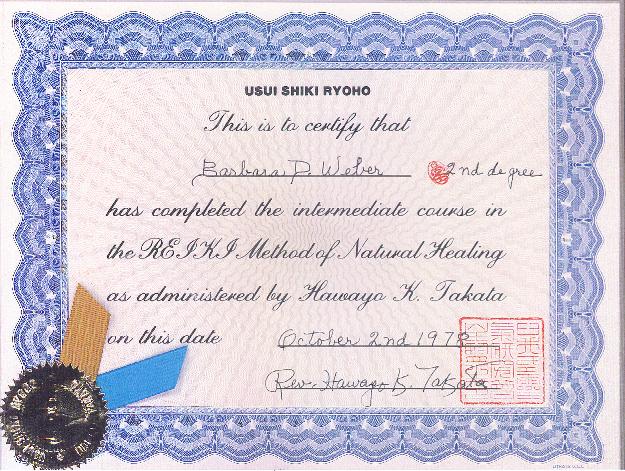 USUI SHIKI RYOHO
This is to certify that
Barbara D. Weber 2nd degree
has completed the intermediate course in
the REIKI Method of Natural Healing
as administered by Hawayo K. Takata
on this date October 2nd 197
Rev. Hawayo K. Takata